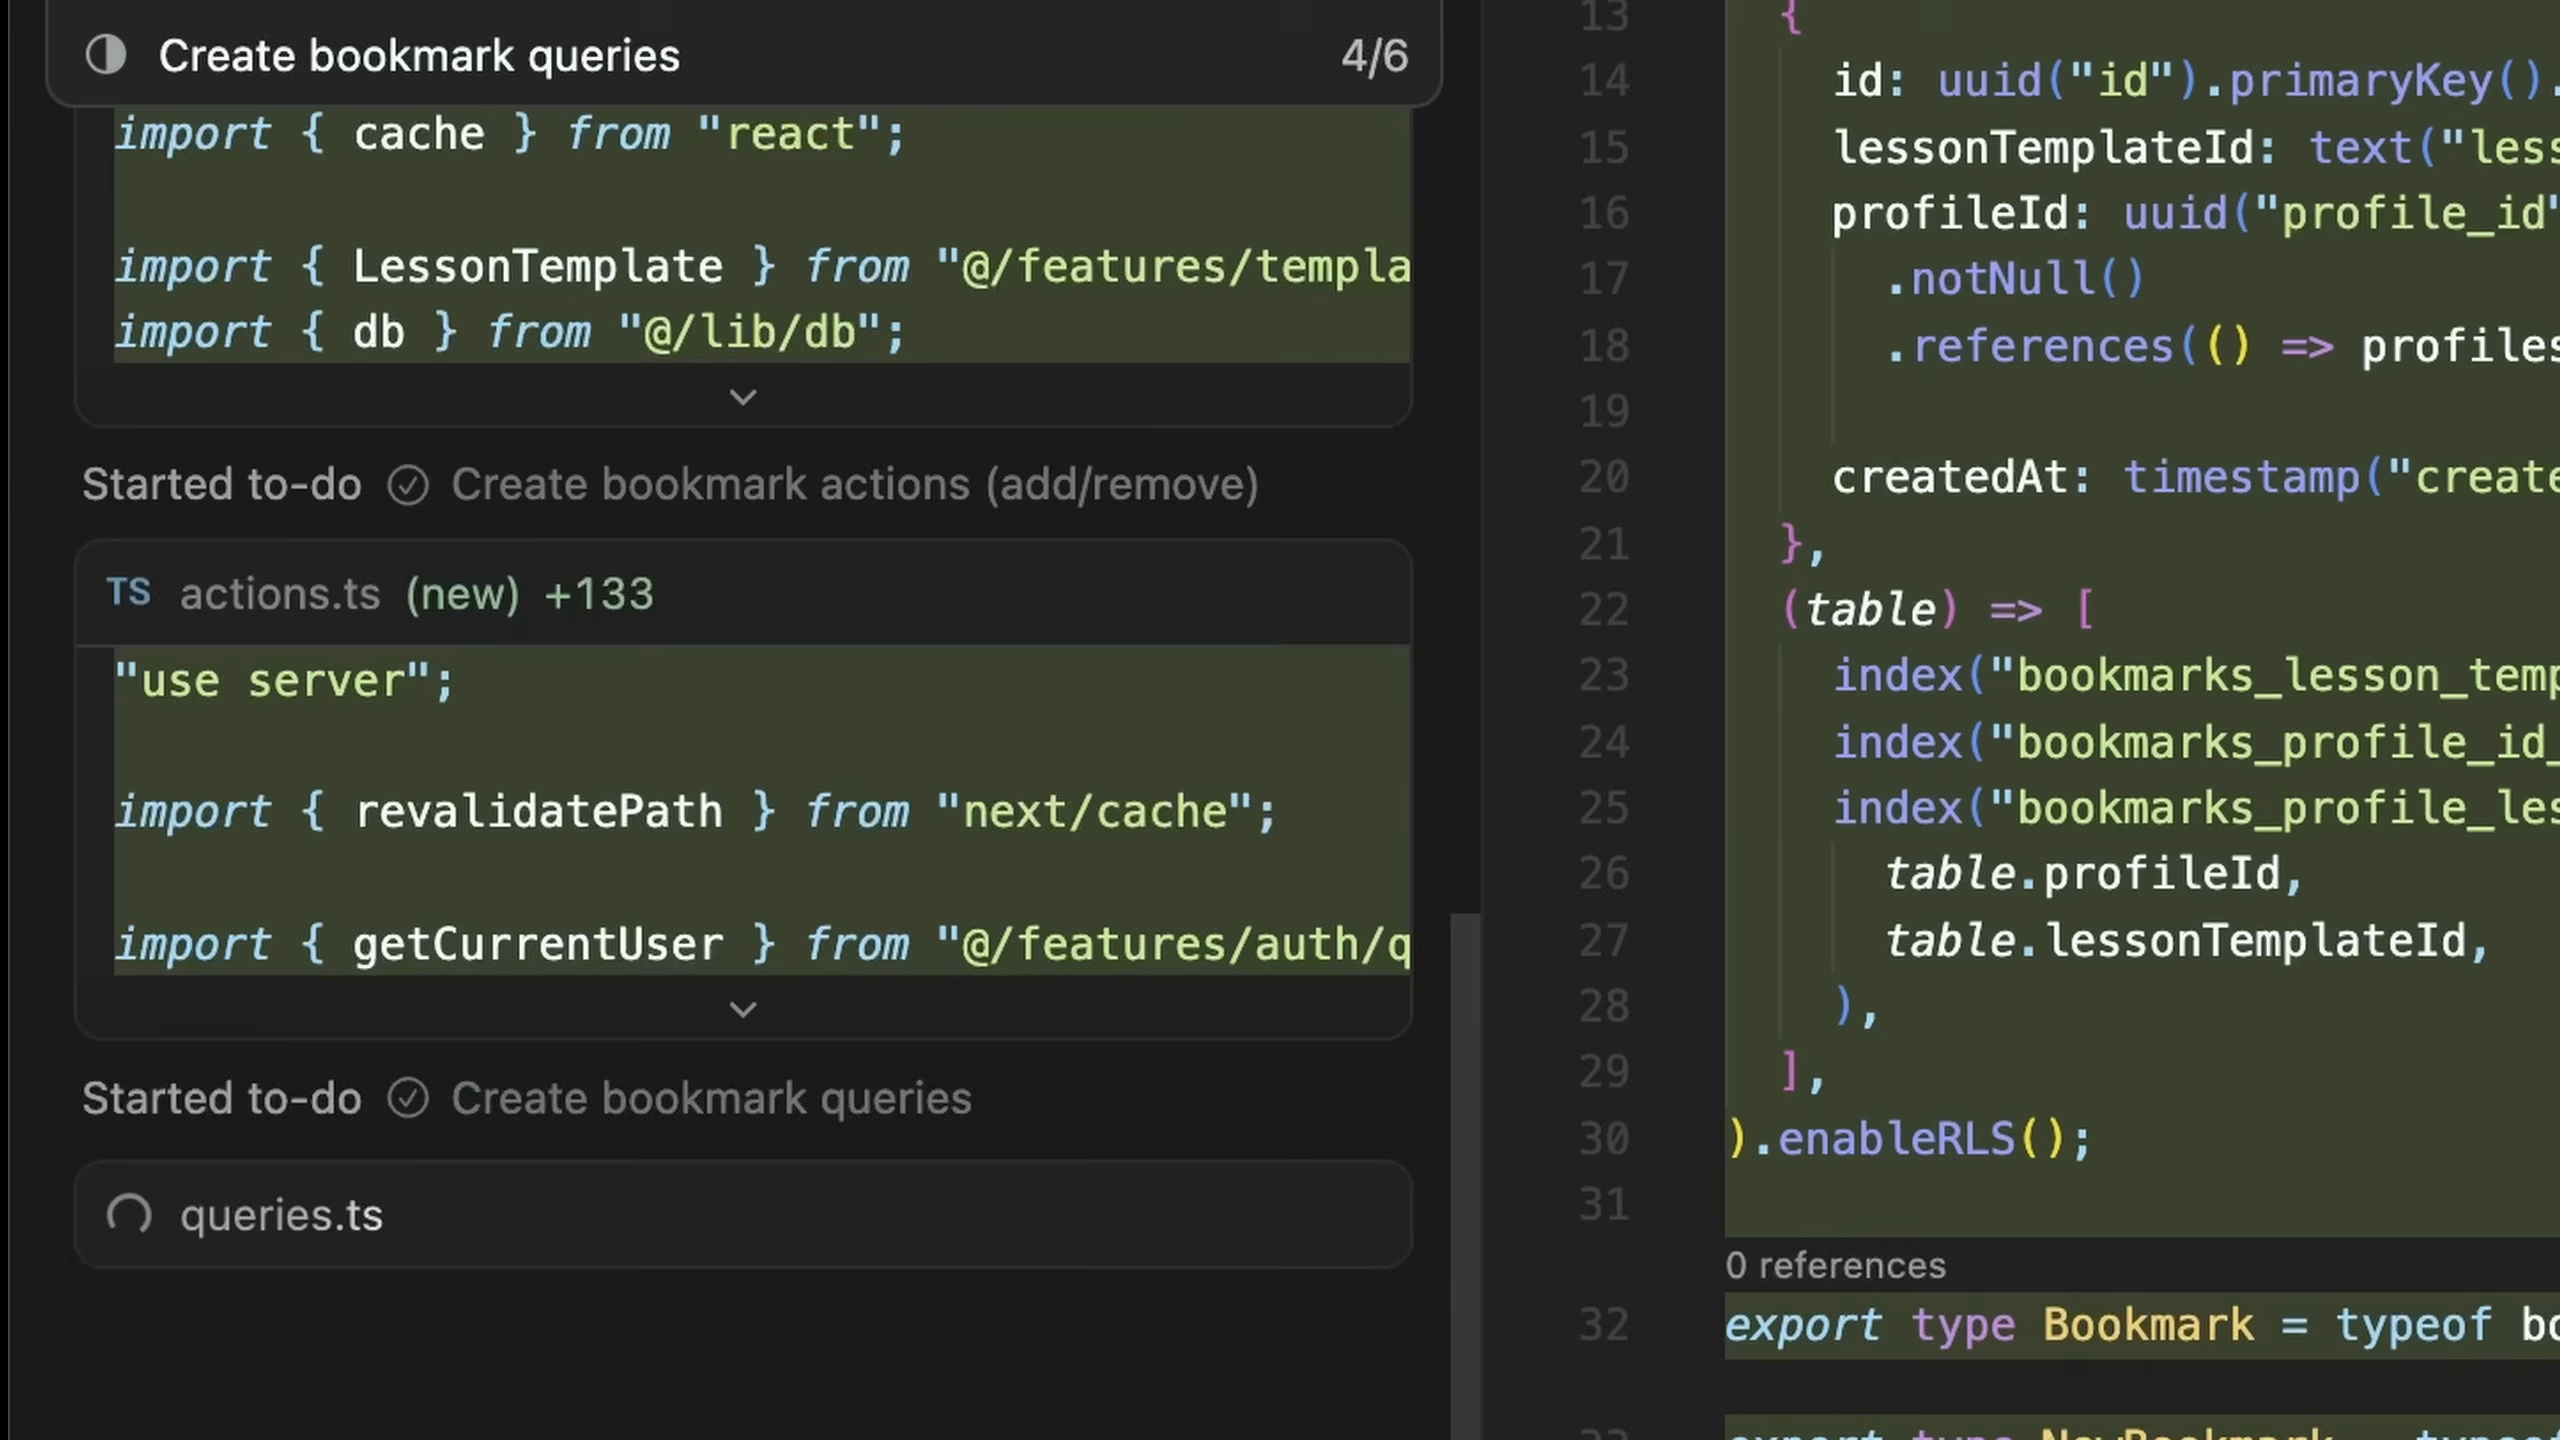 Create bookmark queries 4/6
import { cache } from "react";
import { LessonTemplate } from "@/features/templa
import { db } from "@/lib/db";
Started to-do Create bookmark actions (add/remove)
TS actions.ts (new) +133
"use server";
import { revalidatePath } from "next/cache";
import { getCurrentUser } from "@/features/auth/q
Started to-do Create bookmark queries
queries.ts
13 {
14 id: uuid("id").primaryKey().
15 lessonTemplateId: text("less
16 profileId: uuid("profile_id"
17 .notNull()
18 .references(() => profiles
19
20 createdAt: timestamp("create
21 },
22 (table) => [
23 index("bookmarks_lesson_temp
24 index("bookmarks_profile_id_
25 index("bookmarks_profile_les
26 table.profileId,
27 table.lessonTemplateId,
28 ),
29 ],
30 ).enableRLS();
31
0 references
32 export type Bookmark = typeof bo
33 export type NewBookmark = typeof